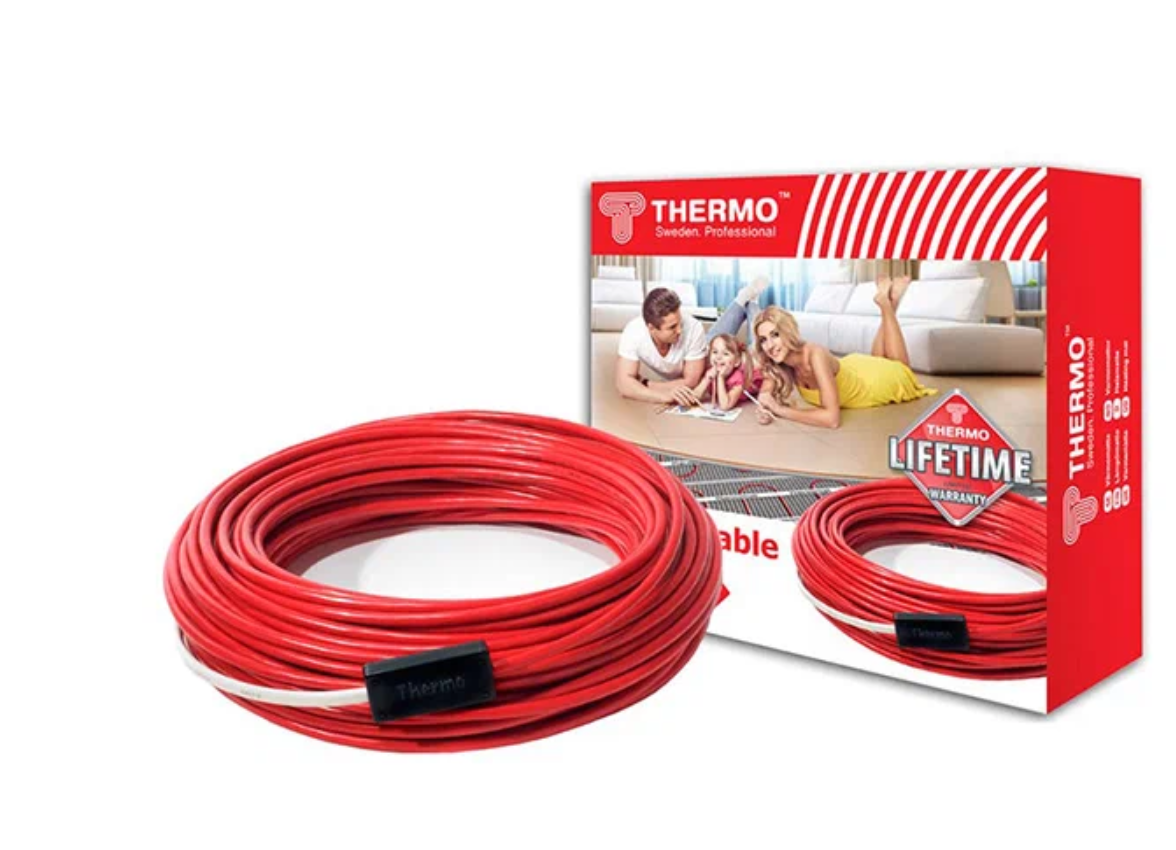 THERMO™
Sweden. Professional
THERMO
LIFETIME
WARRANTY
able
Thermo
Thermo
THERMO™
Sweden. Professional